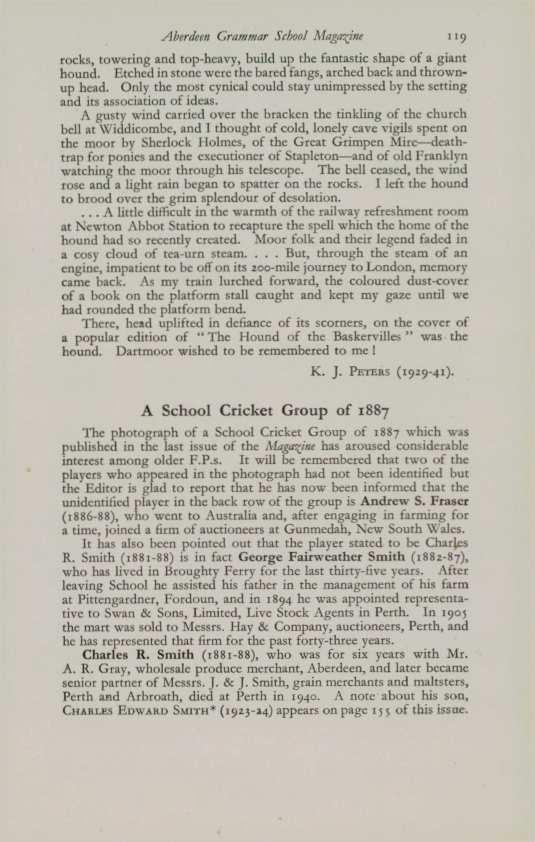 Aberdeen Grammar School Magazine 119
rocks, towering and top-heavy, build up the fantastic shape of a giant
hound. Etched in stone were the bared fangs, arched back and thrown-
up head. Only the most cynical could stay unimpressed by the setting
and its association of ideas.
A gusty wind carried over the bracken the tinkling of the church
bell at Widdicombe, and I thought of cold, lonely cave vigils spent on
the moor by Sherlock Holmes, of the Great Grimpen Mire—death-
trap for ponies and the executioner of Stapleton—and of old Franklyn
watching the moor through his telescope. The bell ceased, the wind
rose and a light rain began to spatter on the rocks. I left the hound
to brood over the grim splendour of desolation.
. . . A little difficult in the warmth of the railway refreshment room
at Newton Abbot Station to recapture the spell which the home of the
hound had so recently created. Moor folk and their legend faded in
a cosy cloud of tea-urn steam. . . . But, through the steam of an
engine, impatient to be off on its 200-mile journey to London, memory
came back. As my train lurched forward, the coloured dust-cover
of a book on the platform stall caught and kept my gaze until we
had rounded the platform bend.
There, head uplifted in defiance of its scorners, on the cover of
a popular edition of “The Hound of the Baskervilles” was the
hound. Dartmoor wished to be remembered to me !
K. J. Peters (1929-41).
A School Cricket Group of 1887
The photograph of a School Cricket Group of 1887 which was
published in the last issue of the Magazine has aroused considerable
interest among older F.P.s. It will be remembered that two of the
players who appeared in the photograph had not been identified but
the Editor is glad to report that he has now been informed that the
unidentified player in the back row of the group is Andrew S. Fraser
(1886-88), who went to Australia and, after engaging in farming for
a time, joined a firm of auctioneers at Gunmedah, New South Wales.
It has also been pointed out that the player stated to be Charles
R. Smith (1881-88) is in fact George Fairweather Smith (1882-87),
who has lived in Broughty Ferry for the last thirty-five years. After
leaving School he assisted his father in the management of his farm
at Pittengardner, Fordoun, and in 1894 he was appointed representa-
tive to Swan & Sons, Limited, Live Stock Agents in Perth. In 1905
the mart was sold to Messrs. Hay & Company, auctioneers, Perth, and
he has represented that firm for the past forty-three years.
Charles R. Smith (1881-88), who was for six years with Mr.
A. R. Gray, wholesale produce merchant, Aberdeen, and later became
senior partner of Messrs. J. & J. Smith, grain merchants and maltsters,
Perth and Arbroath, died at Perth in 1940. A note about his son,
Charles Edward Smith* (1923-24) appears on page 155 of this issue.